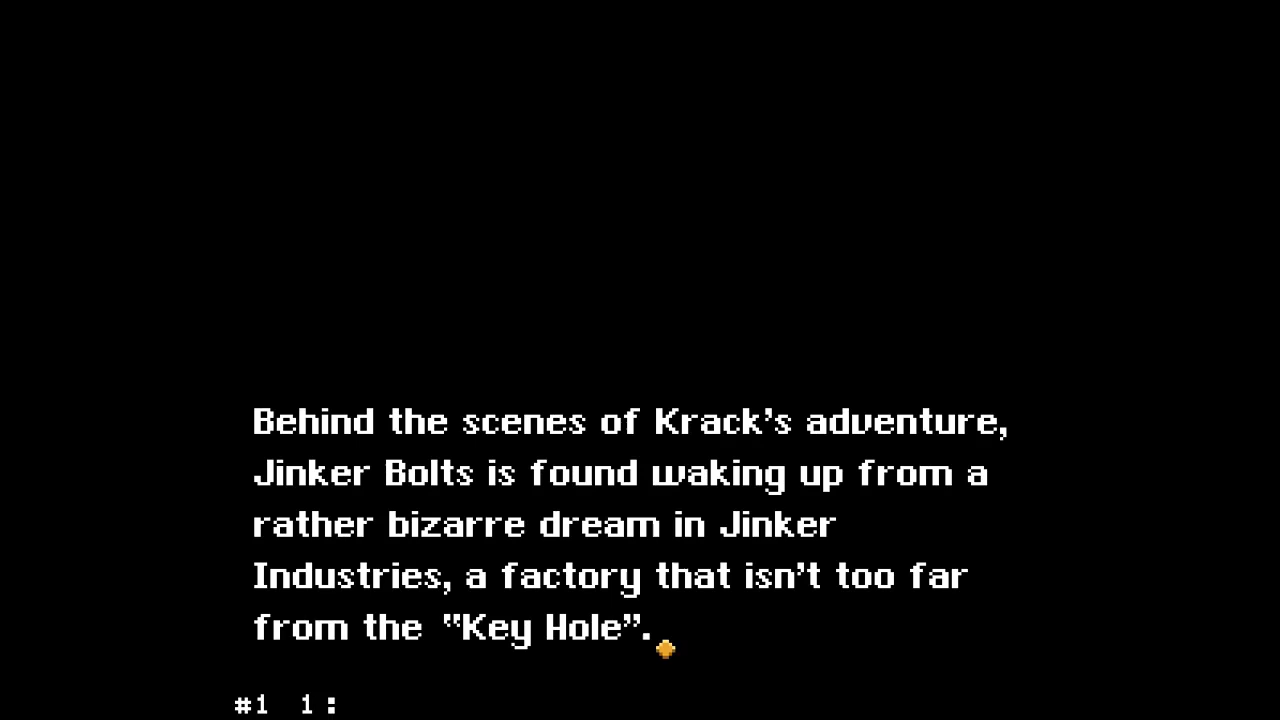 Behind the scenes of Krack's adventure,
Jinker Bolts is found waking up from a
rather bizarre dream in Jinker
Industries, a factory that isn't too far
from the "Key Hole".
#1 1: